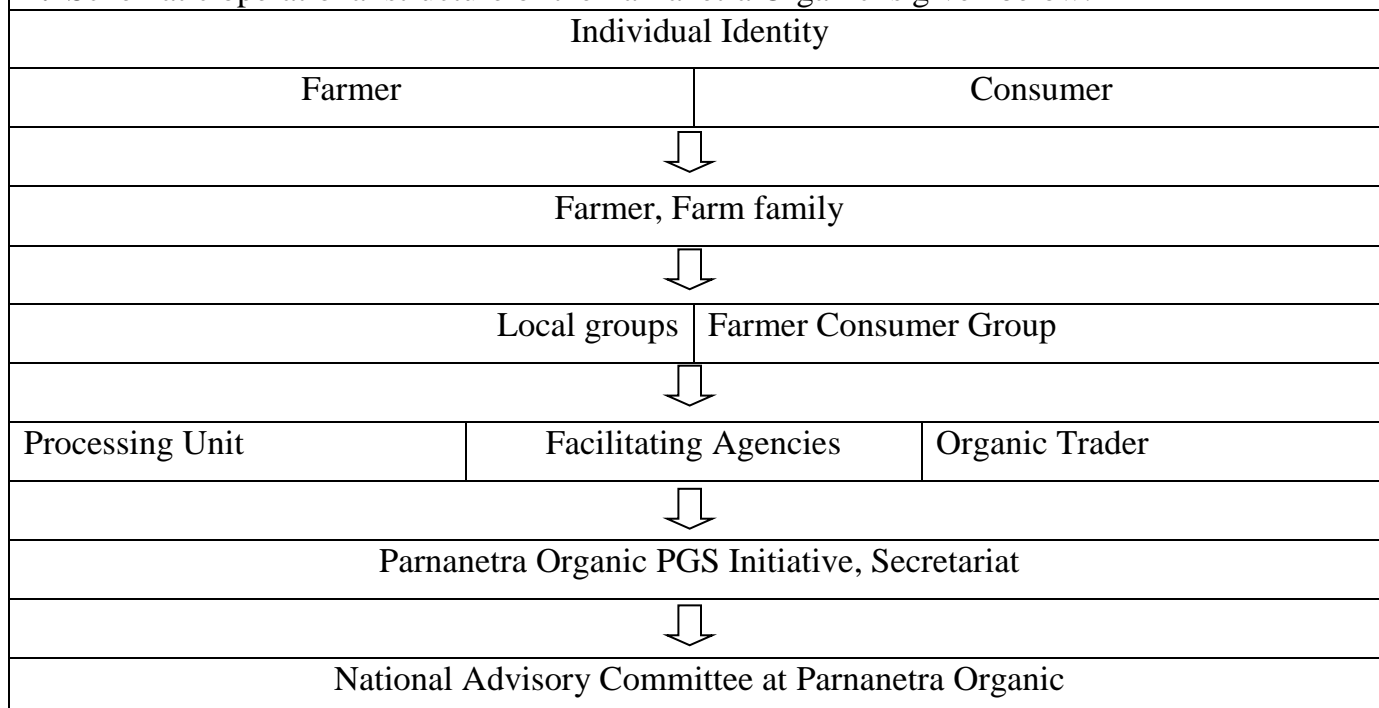 Individual Identity
Farmer Consumer
Farmer, Farm family
Local groups Farmer Consumer Group
Processing Unit Facilitating Agencies Organic Trader
Parnanetra Organic PGS Initiative, Secretariat
National Advisory Committee at Parnanetra Organic